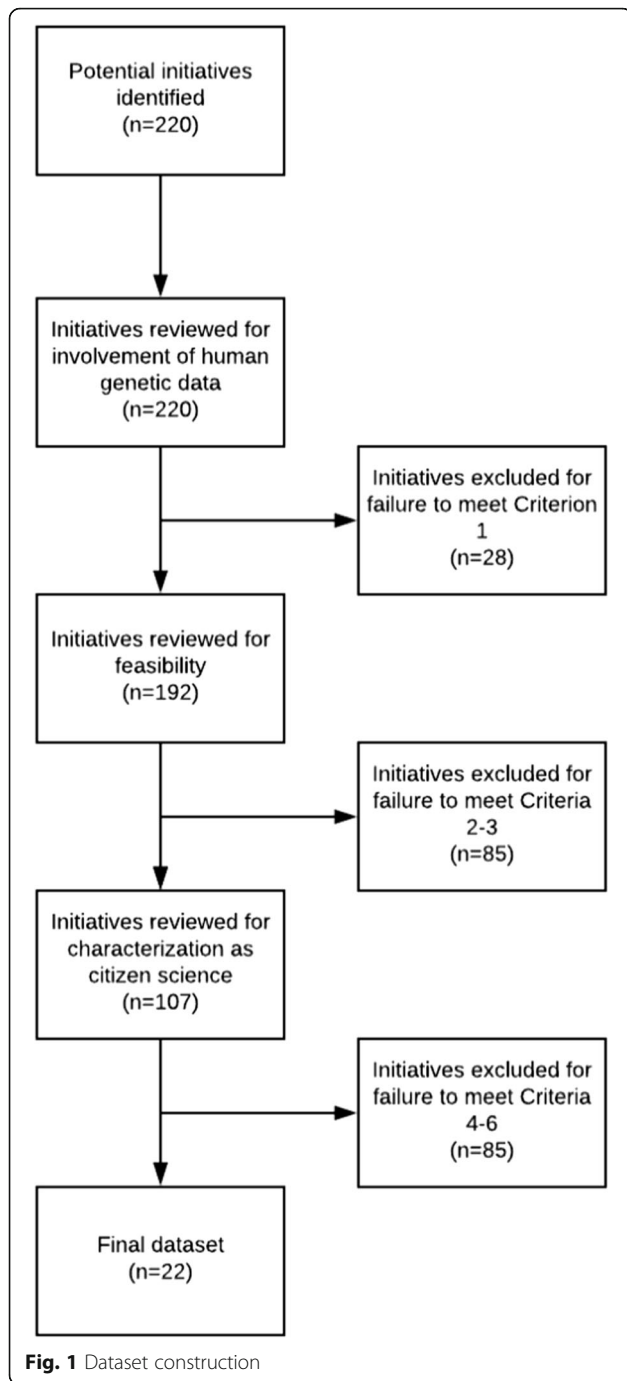 Potential initiatives
identified
(n=220)
Initiatives reviewed for
involvement of human
genetic data
(n=220)
Initiatives excluded for
failure to meet Criterion
1
(n=28)
Initiatives reviewed for
feasibility
(n=192)
Initiatives excluded for
failure to meet Criteria
2-3
(n=85)
Initiatives reviewed for
characterization as
citizen science
(n=107)
Initiatives excluded for
failure to meet Criteria
4-6
(n=85)
Final dataset
(n=22)
Fig. 1 Dataset construction